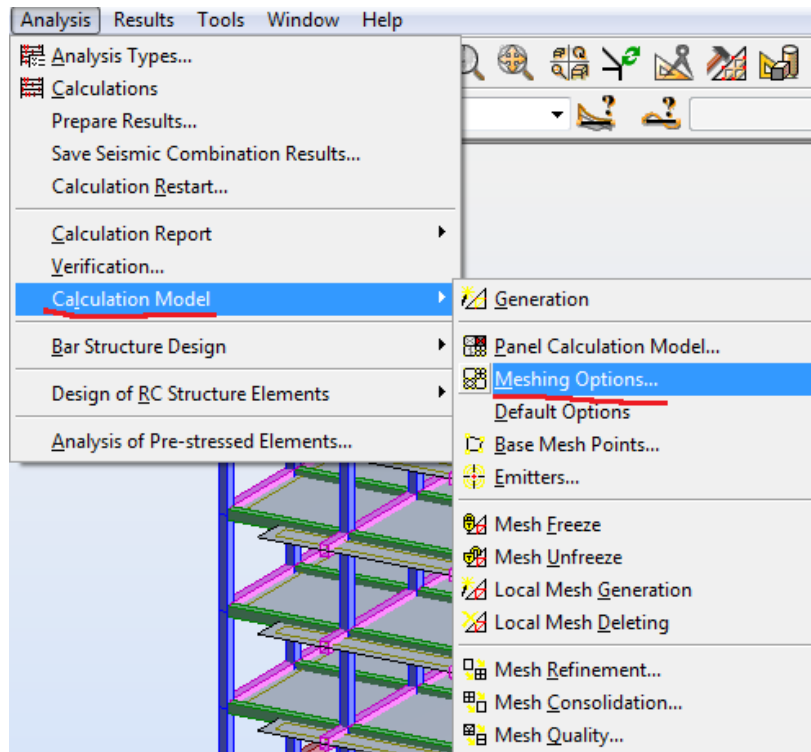 Analysis Results Tools Window Help
Analysis Types...
Calculations
Prepare Results...
Save Seismic Combination Results...
Calculation Restart...
Calculation Report
Verification...
Calculation Model
Bar Structure Design
Design of RC Structure Elements
Analysis of Pre-stressed Elements...
Generation
Panel Calculation Model...
Meshing Options...
Default Options
Base Mesh Points...
Emitters...
Mesh Freeze
Mesh Unfreeze
Local Mesh Generation
Local Mesh Deleting
Mesh Refinement...
Mesh Consolidation...
Mesh Quality...